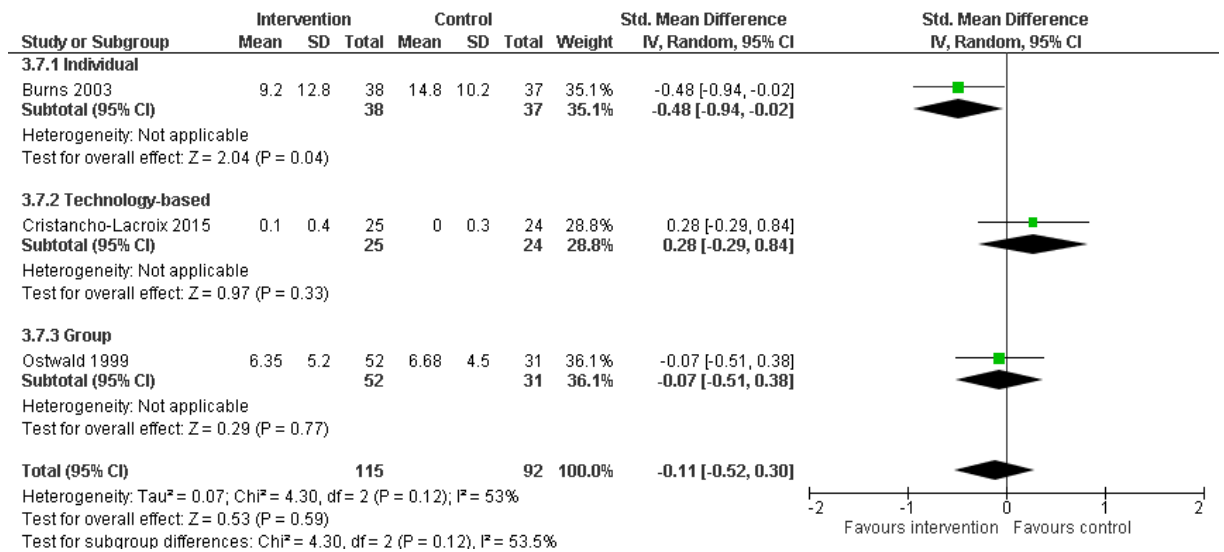 Intervention Control Std. Mean Difference Std. Mean Difference
Study or Subgroup Mean SD Total Mean SD Total Weight IV, Random, 95% CI IV, Random, 95% CI
3.7.1 Individual
Burns 2003 9.2 12.8 38 14.8 10.2 37 35.1% -0.48 [-0.94, -0.02]
Subtotal (95% CI) 38 37 35.1% -0.48 [-0.94, -0.02]
Heterogeneity: Not applicable
Test for overall effect: Z = 2.04 (P = 0.04)
3.7.2 Technology-based
Cristancho-Lacroix 2015 0.1 0.4 25 0 0.3 24 28.8% 0.28 [-0.29, 0.84]
Subtotal (95% CI) 25 24 28.8% 0.28 [-0.29, 0.84]
Heterogeneity: Not applicable
Test for overall effect: Z = 0.97 (P = 0.33)
3.7.3 Group
Ostwald 1999 6.35 5.2 52 6.68 4.5 31 36.1% -0.07 [-0.51, 0.38]
Subtotal (95% CI) 52 31 36.1% -0.07 [-0.51, 0.38]
Heterogeneity: Not applicable
Test for overall effect: Z = 0.29 (P = 0.77)
Total (95% CI) 115 92 100.0% -0.11 [-0.52, 0.30]
Heterogeneity: Tau² = 0.07; Chi² = 4.30, df = 2 (P = 0.12); I² = 53%
Test for overall effect: Z = 0.53 (P = 0.59)
Test for subgroup differences: Chi² = 4.30, df = 2 (P = 0.12), I² = 53.5%
-2 -1 0 1 2
Favours intervention Favours control